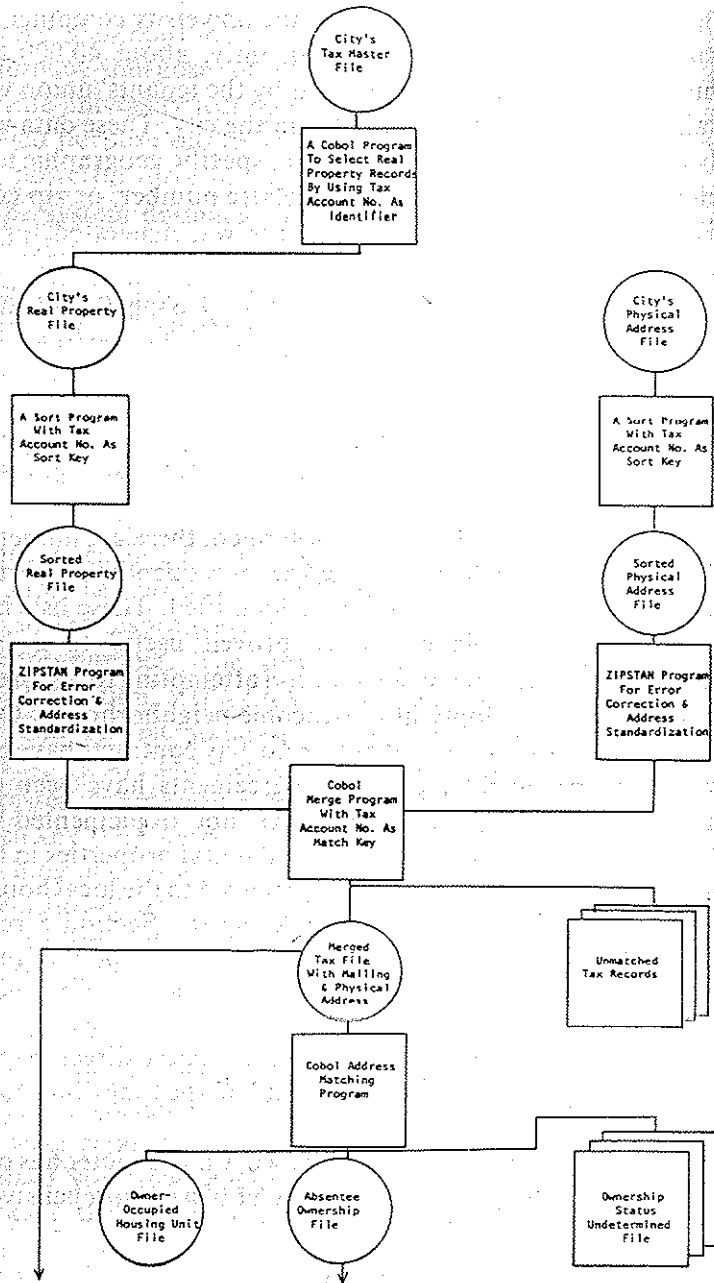 City's
Tax Master
File
A Cobol Program
To Select Real
Property Records
By Using Tax
Account No. As
Identifier
City's
Real Property
File
City's
Physical
Address
File
A Sort Program
With Tax
Account No. As
Sort Key
A Sort Program
With Tax
Account No. As
Sort Key
Sorted
Real Property
File
Sorted
Physical
Address
File
ZIPSTAN Program
For Error
Correction &
Address
Standardization
ZIPSTAN Program
For Error
Correction &
Address
Standardization
Cobol
Merge Program
With Tax
Account No. As
Match Key
Merged
Tax File
With Mailing
& Physical
Address
Unmatched
Tax Records
Cobol Address
Matching
Program
Owner-
Occupied
Housing Unit
File
Absentee
Ownership
File
Ownership
Status
Undetermined
File